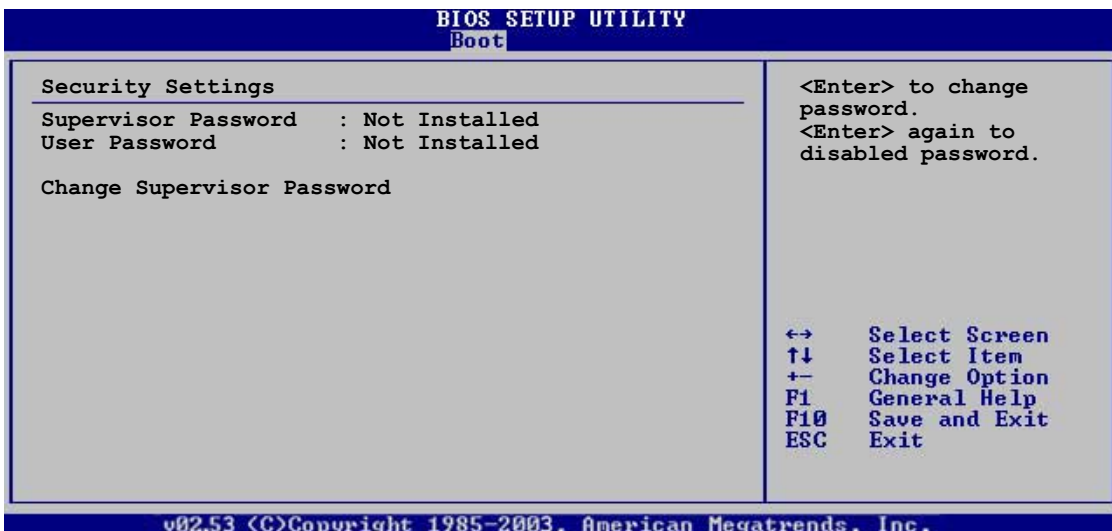 BIOS SETUP UTILITY
Boot
Security Settings
Supervisor Password : Not Installed
User Password : Not Installed
Change Supervisor Password
<Enter> to change
password.
<Enter> again to
disabled password.
←→ Select Screen
↑↓ Select Item
+— Change Option
F1 General Help
F10 Save and Exit
ESC Exit
v02.53 (C)Copyright 1985-2003, American Megatrends, Inc.